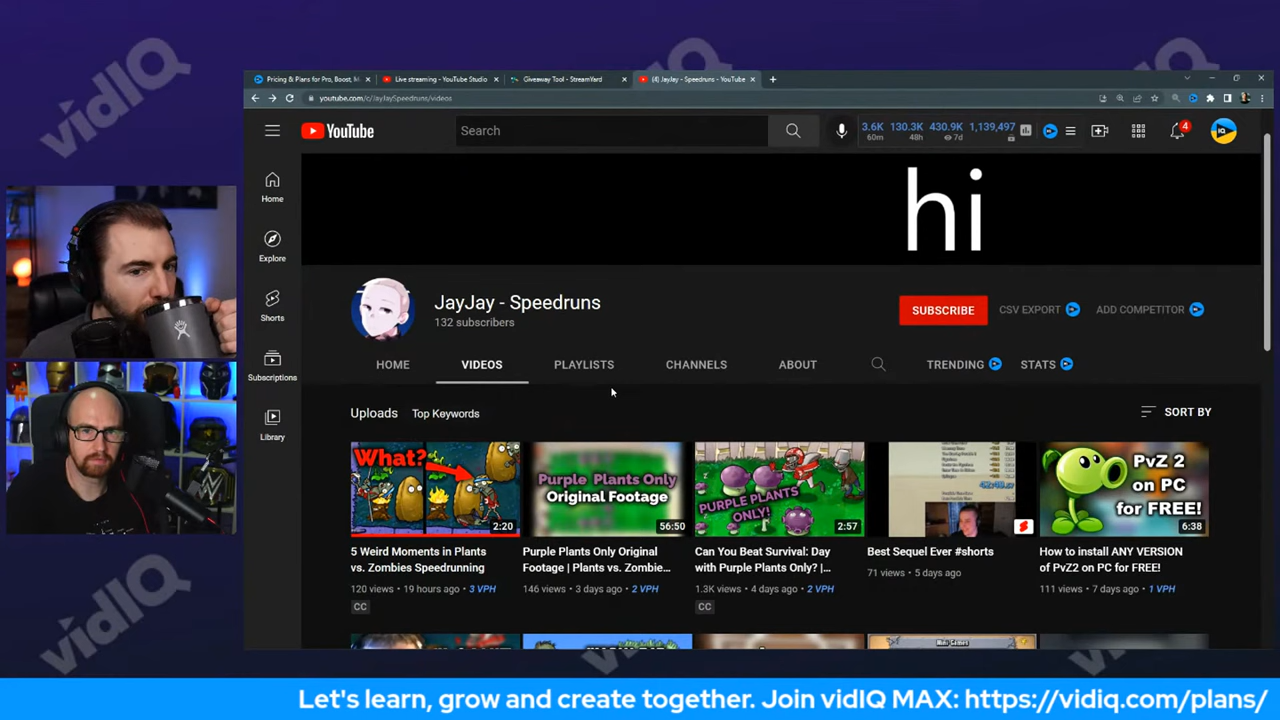 vidIQ
vidIQ
vidIQ
Pricing & Plans for Pro, Boost, M
Live streaming - YouTube Studio
Giveaway Tool - StreamYard
(4) JayJay - Speedruns - YouTube
youtube.com/c/JayJaySpeedruns/videos
YouTube
Search
3.6K 130.3K 430.9K 1,139,497
60m 48h 7d
IQ
4
Home
Explore
Shorts
Subscriptions
Library
hi
JayJay - Speedruns
132 subscribers
SUBSCRIBE
CSV EXPORT
ADD COMPETITOR
HOME
VIDEOS
PLAYLISTS
CHANNELS
ABOUT
TRENDING
STATS
Uploads
Top Keywords
SORT BY
What?
2:20
5 Weird Moments in Plants
vs. Zombies Speedrunning
120 views • 19 hours ago • 3 VPH
CC
Purple Plants Only
Original Footage
56:50
Purple Plants Only Original
Footage | Plants vs. Zombie...
146 views • 3 days ago • 2 VPH
PURPLE PLANTS
ONLY!
2:57
Can You Beat Survival: Day
with Purple Plants Only? |...
1.3K views • 4 days ago • 2 VPH
CC
Best Sequel Ever #shorts
71 views • 5 days ago
PvZ 2
on PC
for FREE!
6:38
How to install ANY VERSION
of PvZ2 on PC for FREE!
111 views • 7 days ago • 1 VPH
Mini-Games
vidIQ
vidIQ
vidIQ
Let's learn, grow and create together. Join vidIQ MAX: https://vidiq.com/plans/